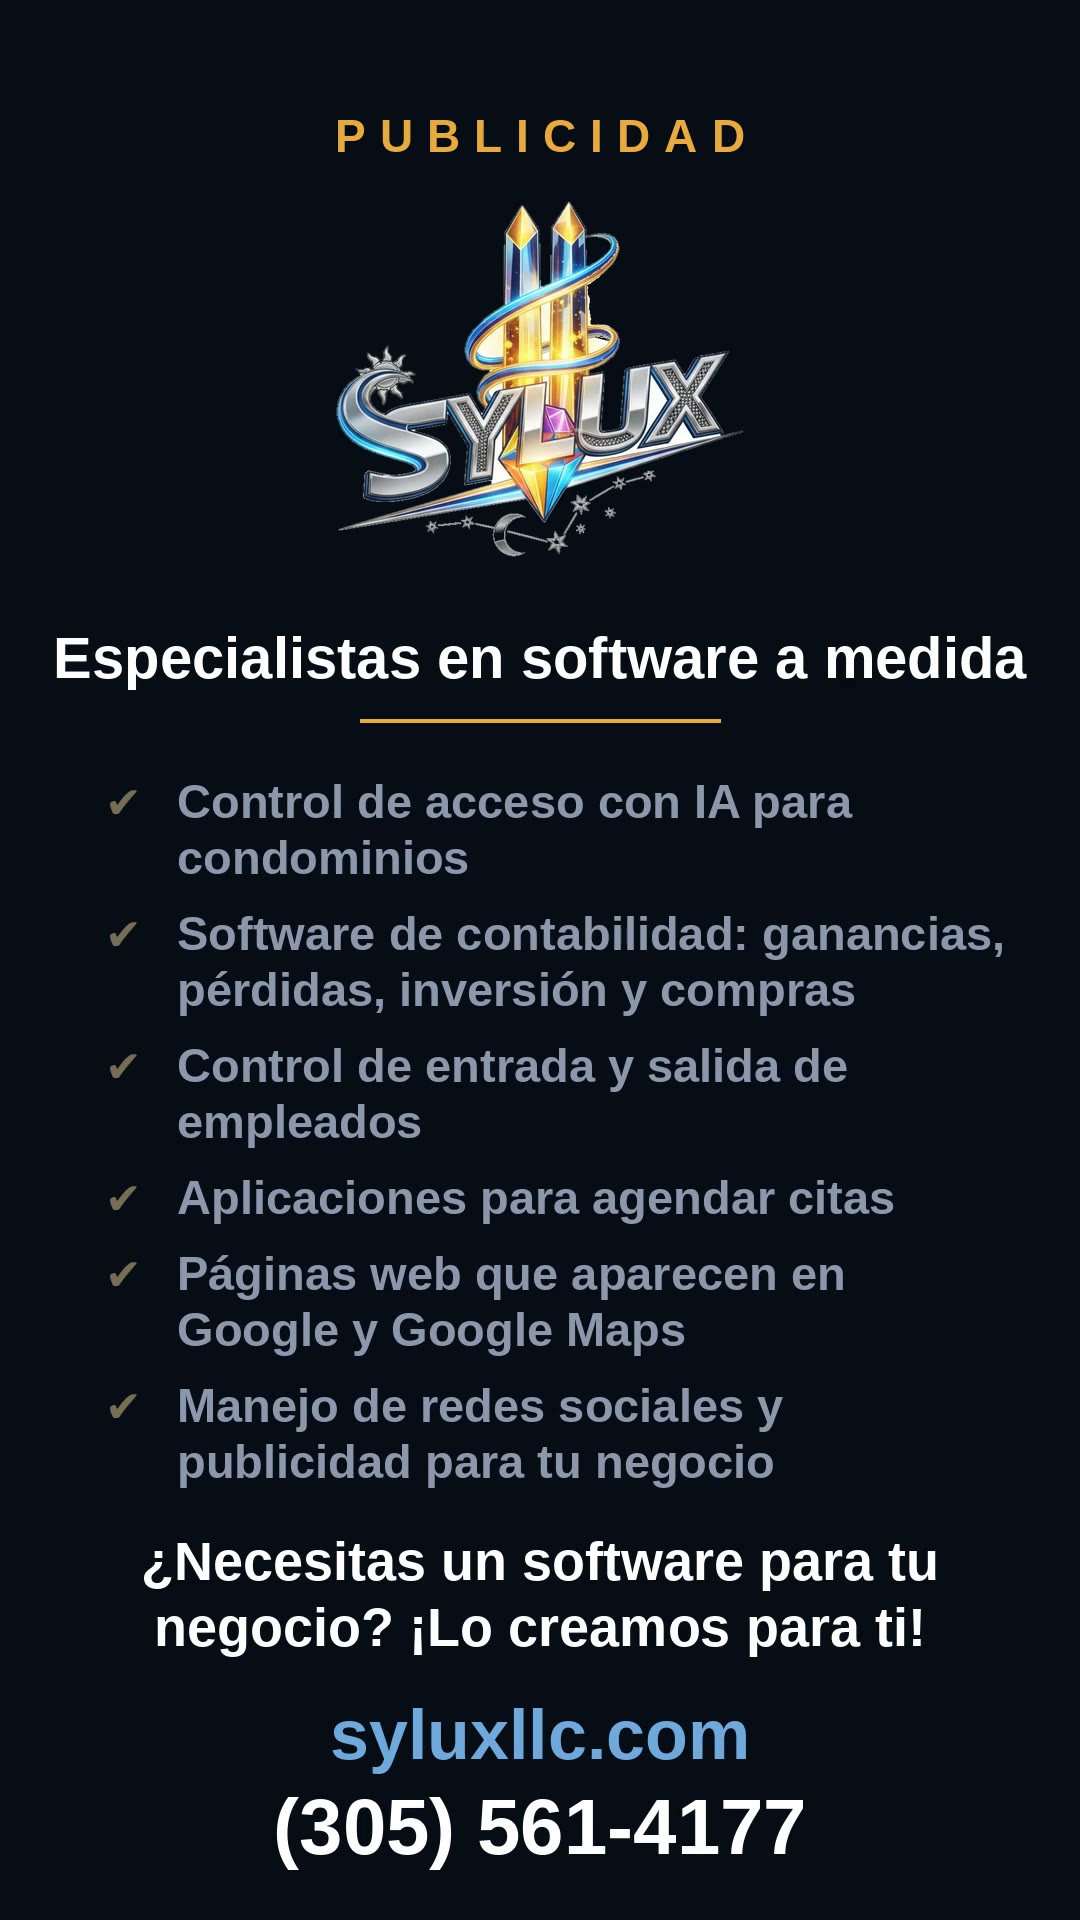 PUBLICIDAD
SYLUX
Especialistas en software a medida
✔ Control de acceso con IA para
condominios
✔ Software de contabilidad: ganancias,
pérdidas, inversión y compras
✔ Control de entrada y salida de
empleados
✔ Aplicaciones para agendar citas
✔ Páginas web que aparecen en
Google y Google Maps
✔ Manejo de redes sociales y
publicidad para tu negocio
¿Necesitas un software para tu
negocio? ¡Lo creamos para ti!
syluxllc.com
(305) 561-4177